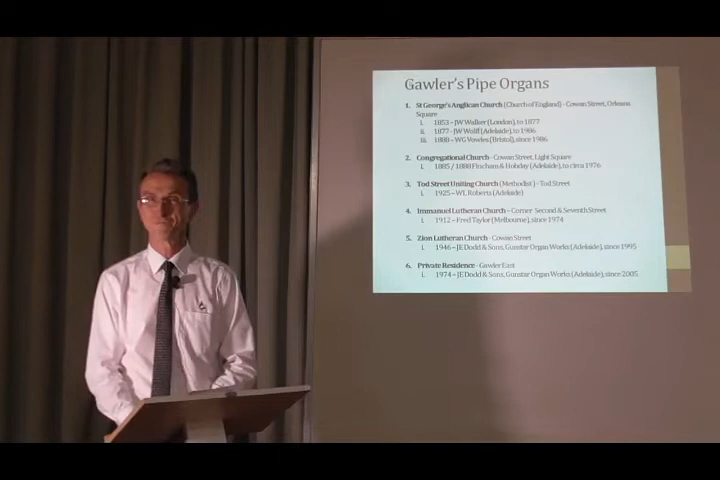 Gawler's Pipe Organs
1. St George's Anglican Church (Church of England) - Cowan Street, Orleana
Square
i. 1853 – JW Walker (London), to 1877
ii. 1877 - JW Wolff (Adelaide), to 1986
iii. 1888 – WG Vowles (Bristol), since 1986
2. Congregational Church - Cowan Street, Light Square
i. 1885 / 1888 Fincham & Hobday (Adelaide), to circa 1976
3. Tod Street Uniting Church (Methodist) - Tod Street
i. 1925 – WL Roberts (Adelaide)
4. Immanuel Lutheran Church – Corner Second & Seventh Street
i. 1912 – Fred Taylor (Melbourne), since 1974
5. Zion Lutheran Church - Cowan Street
i. 1946 – JE Dodd & Sons, Gunstar Organ Works (Adelaide), since 1995
6. Private Residence – Gawler East
i. 1974 – JE Dodd & Sons, Gunstar Organ Works (Adelaide), since 2005